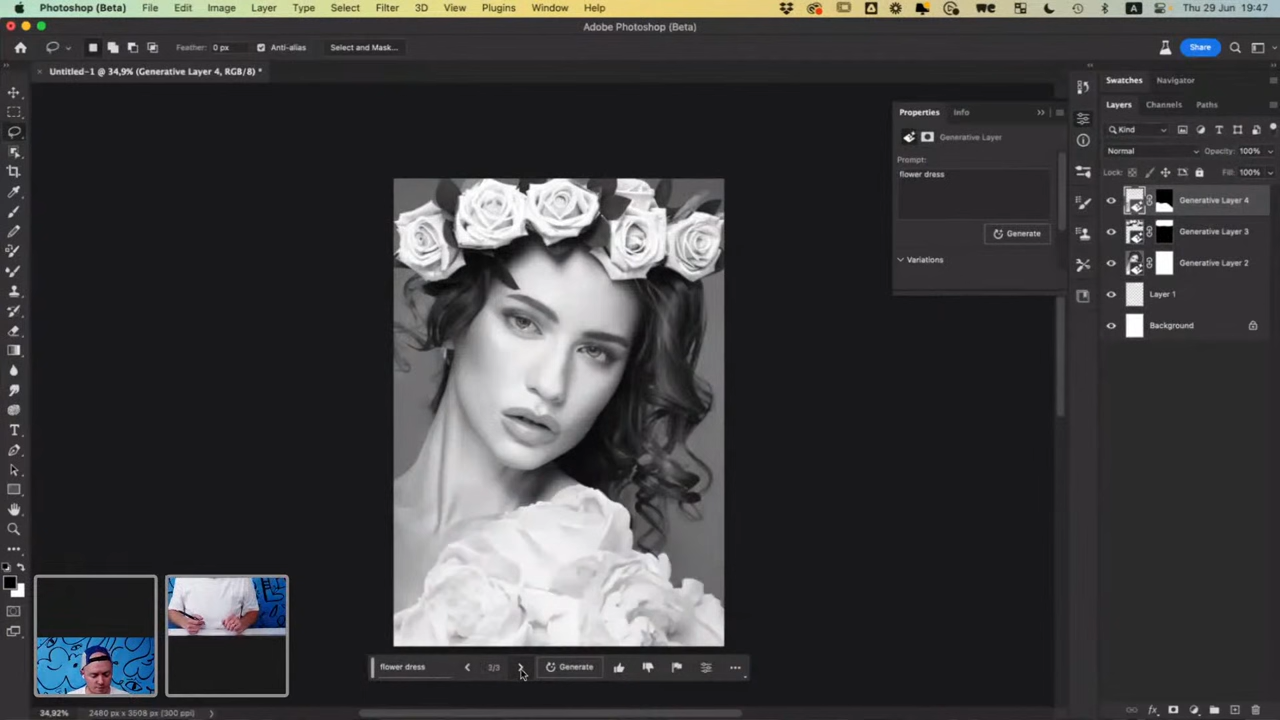 Photoshop (Beta) File Edit Image Layer Type Select Filter 3D View Plugins Window Help A Thu 29 Jun 19:47
Adobe Photoshop (Beta)
Feather: 0 px Anti-alias Select and Mask... Share
Untitled-1 @ 34,9% (Generative Layer 4, RGB/8) *
Swatches Navigator
Layers Channels Paths
Properties Info
Kind
Generative Layer
Normal Opacity: 100%
Prompt:
Lock: Fill: 100%
flower dress
Generative Layer 4
Generate
Generative Layer 3
Variations
Generative Layer 2
Layer 1
Background
flower dress 2/3 Generate
34,92% 2480 px x 3508 px (300 ppi)